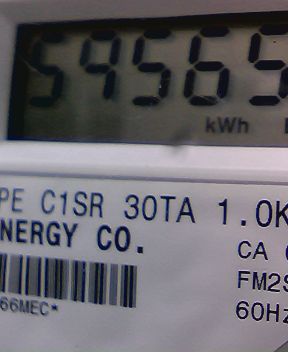 59565
kWh
PE C1SR 30TA 1.0K
NERGY CO.
CA
FM2S
66MEC*
60Hz